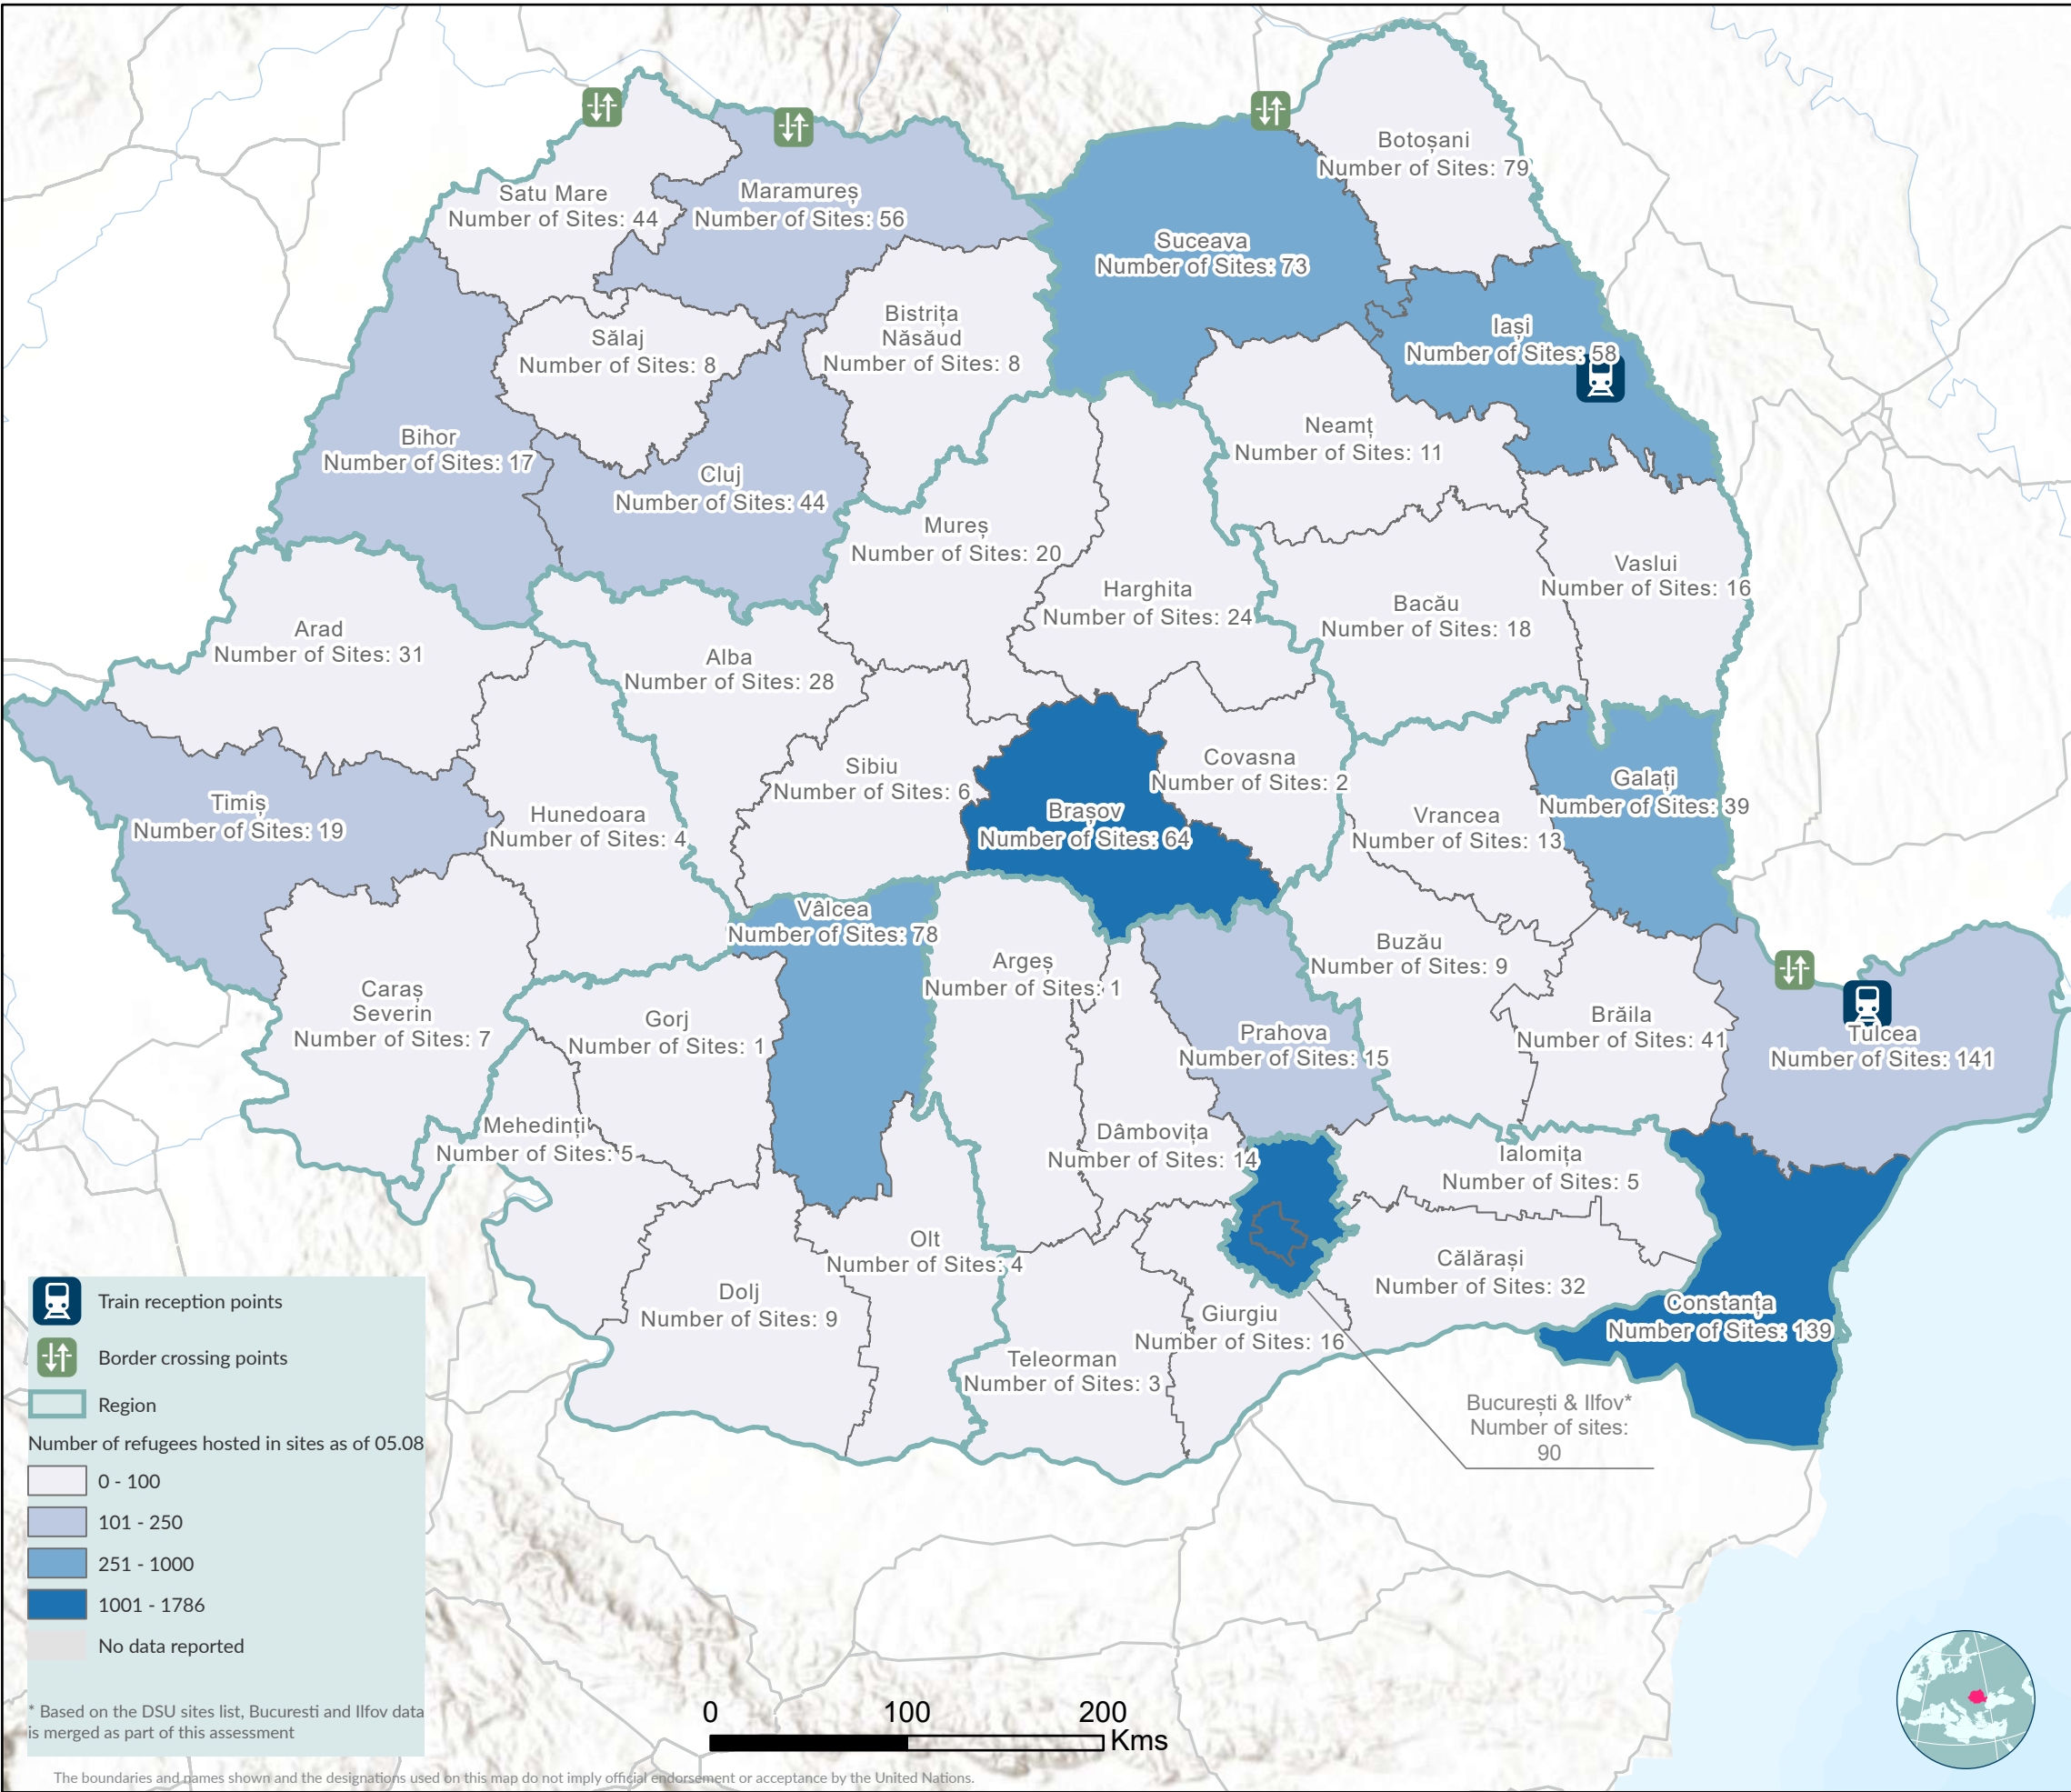 Botoșani
Number of Sites: 79
Satu Mare
Number of Sites: 44
Maramureș
Number of Sites: 56
Suceava
Number of Sites: 73
Bistrița
Năsăud
Number of Sites: 8
Sălaj
Number of Sites: 8
Iași
Number of Sites: 58
Bihor
Number of Sites: 17
Cluj
Number of Sites: 44
Neamț
Number of Sites: 11
Mureș
Number of Sites: 20
Harghita
Number of Sites: 24
Bacău
Number of Sites: 18
Vaslui
Number of Sites: 16
Arad
Number of Sites: 31
Alba
Number of Sites: 28
Timiș
Number of Sites: 19
Hunedoara
Number of Sites: 4
Sibiu
Number of Sites: 6
Brașov
Number of Sites: 64
Covasna
Number of Sites: 2
Vrancea
Number of Sites: 13
Galați
Number of Sites: 39
Vâlcea
Number of Sites: 78
Argeș
Number of Sites: 1
Buzău
Number of Sites: 9
Caraș
Severin
Number of Sites: 7
Gorj
Number of Sites: 1
Prahova
Number of Sites: 15
Brăila
Number of Sites: 41
Tulcea
Number of Sites: 141
Mehedinți
Number of Sites: 5
Dâmbovița
Number of Sites: 14
Ialomița
Number of Sites: 5
Olt
Number of Sites: 4
Dolj
Number of Sites: 9
Călărași
Number of Sites: 32
Constanța
Number of Sites: 139
Giurgiu
Number of Sites: 16
Teleorman
Number of Sites: 3
București & Ilfov*
Number of sites:
90
Train reception points
Border crossing points
Region
Number of refugees hosted in sites as of 05.08
0 - 100
101 - 250
251 - 1000
1001 - 1786
No data reported
* Based on the DSU sites list, Bucuresti and Ilfov data
is merged as part of this assessment
0 100 200
Kms
The boundaries and names shown and the designations used on this map do not imply official endorsement or acceptance by the United Nations.